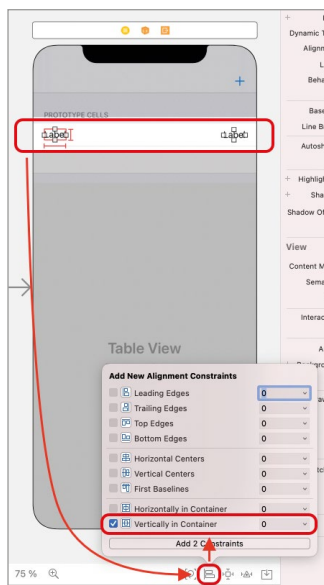 +
Dynamic T
Alignm
L
Beha
Base
Line B
Autosh
+ Highligh
+ Sha
Shadow Of
+
PROTOTYPE CELLS
Label
Label
View
Content M
Sema
Interac
A
Table View
Add New Alignment Constraints
Leading Edges 0
Trailing Edges 0
Top Edges 0
Bottom Edges 0
Horizontal Centers 0
Vertical Centers 0
First Baselines 0
Horizontally in Container 0
Vertically in Container 0
Add 2 Constraints
75 %